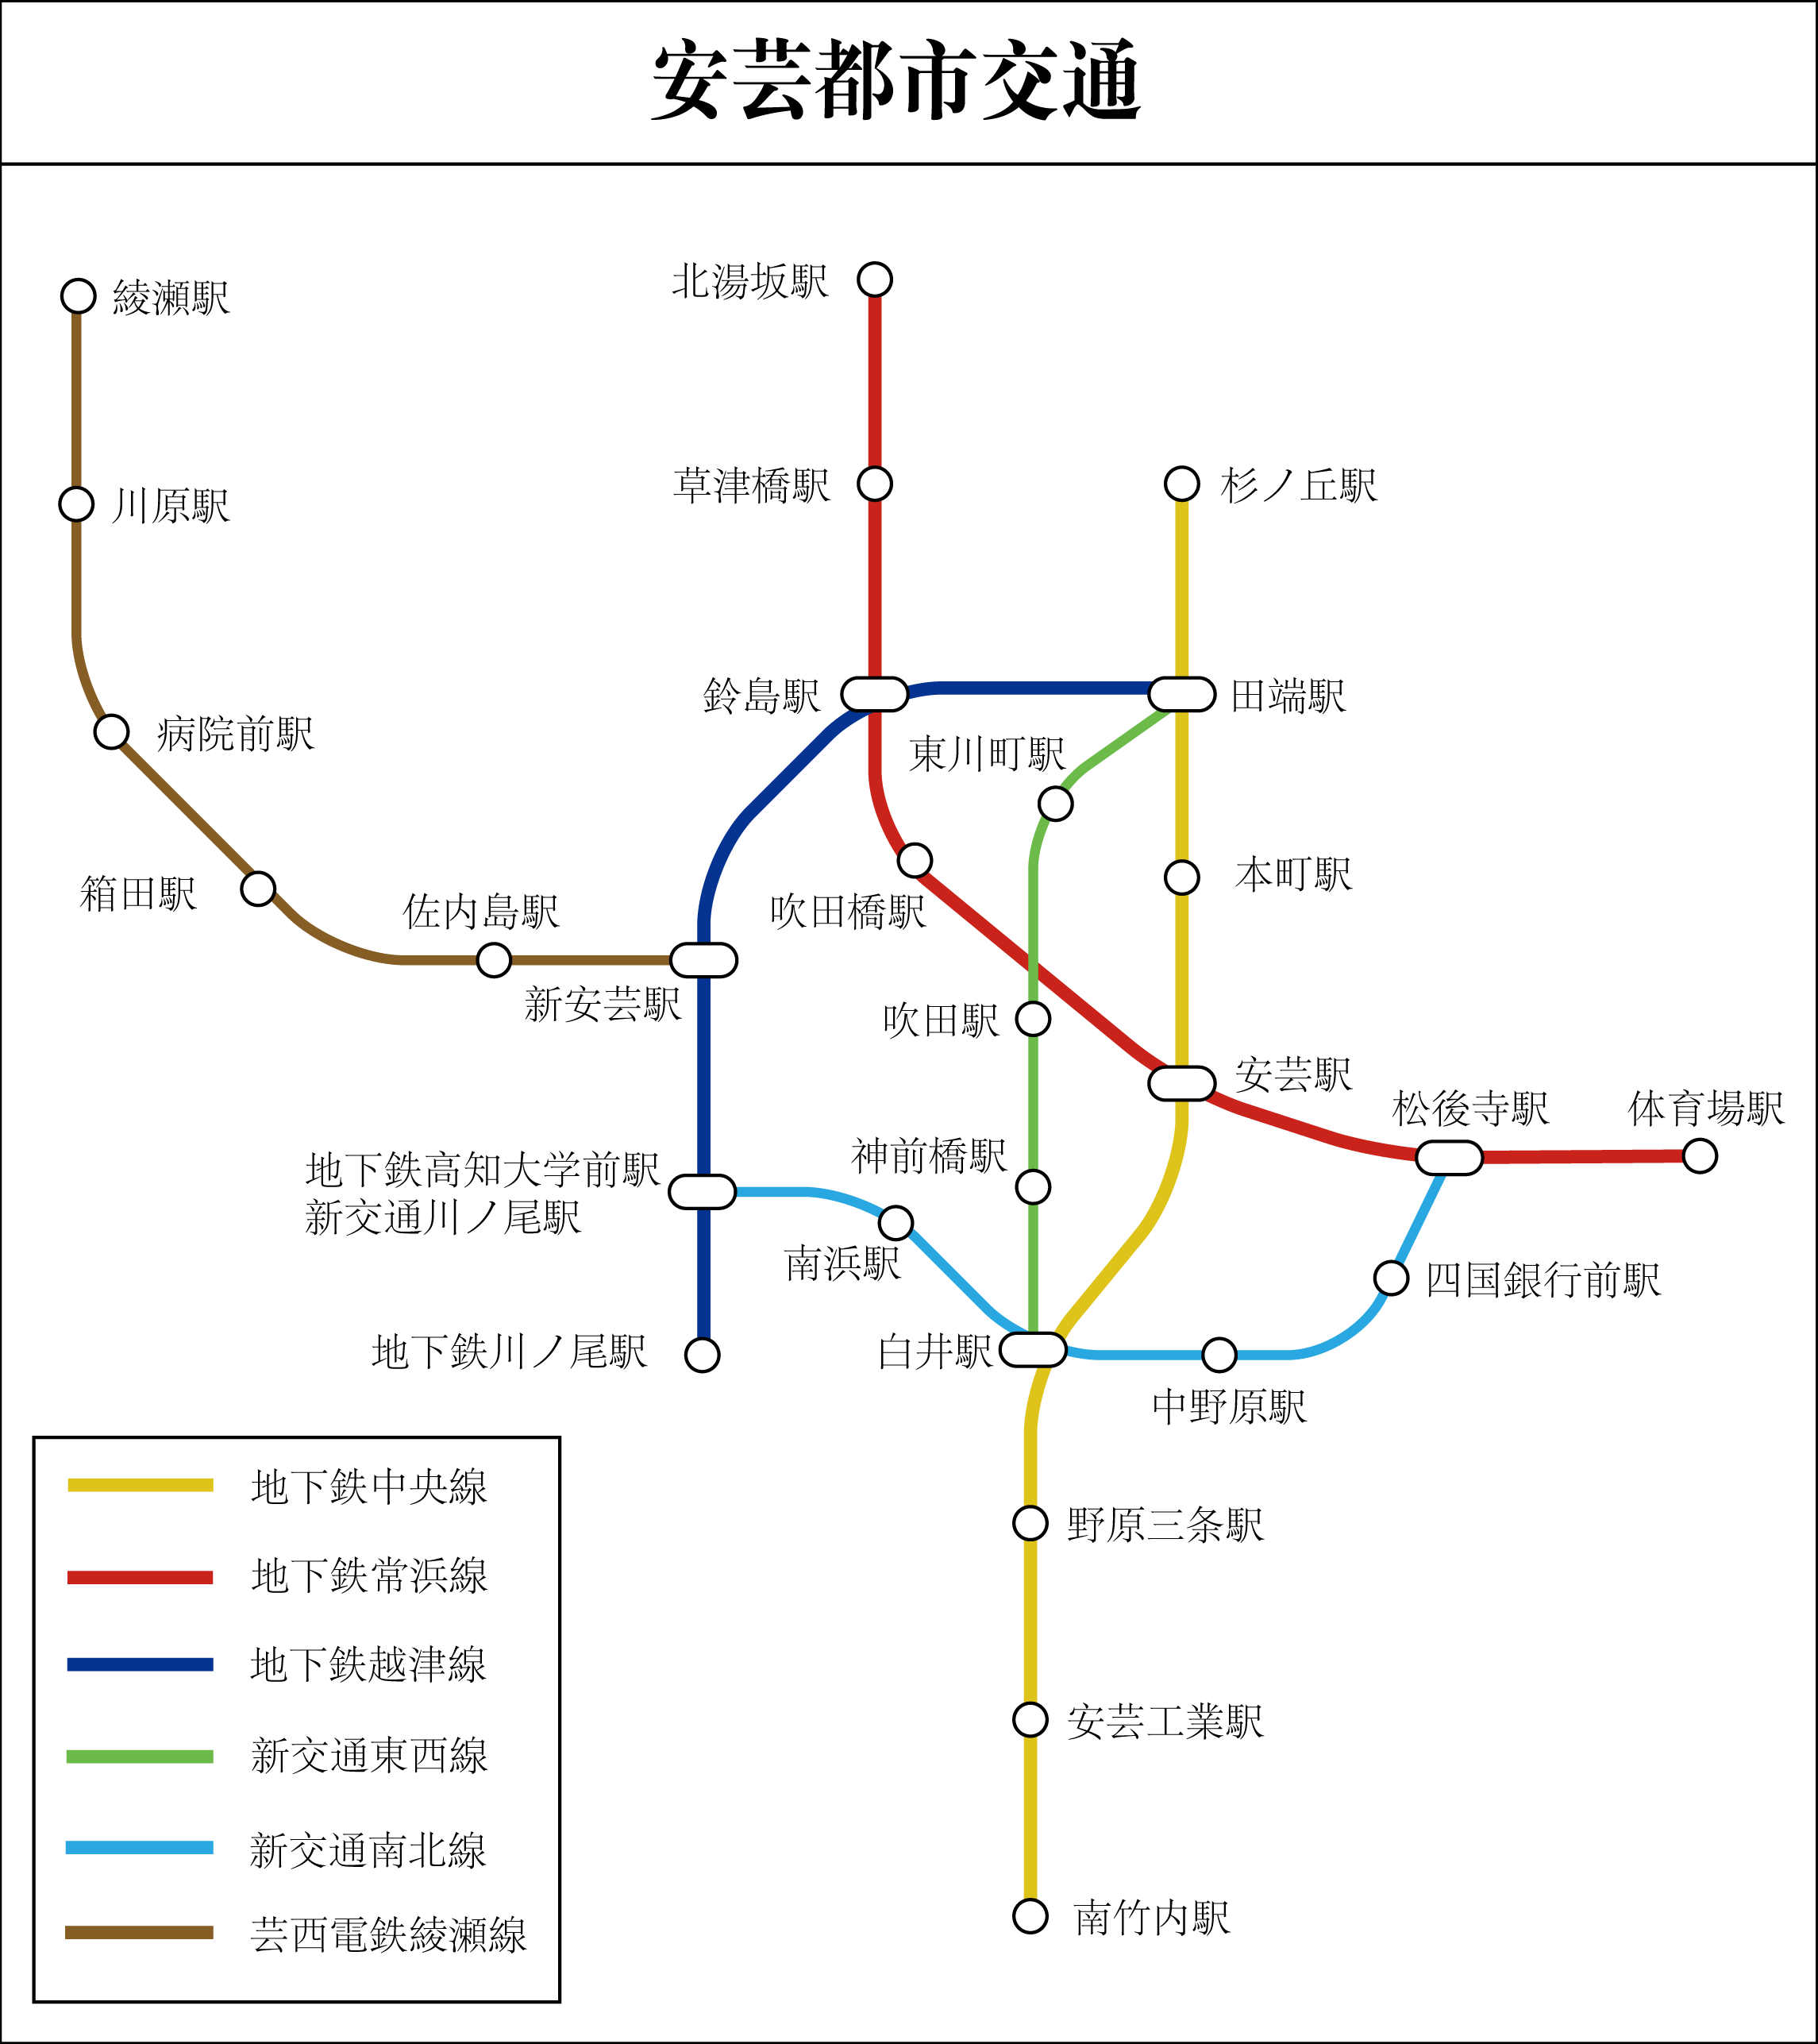 安芸都市交通
綾瀬駅
北湯坂駅
川原駅
草津橋駅
杉ノ丘駅
病院前駅
鈴島駅
田端駅
東川町駅
箱田駅
佐内島駅
吹田橋駅
本町駅
新安芸駅
吹田駅
安芸駅
松後寺駅
体育場駅
地下鉄高知大学前駅
新交通川ノ尾駅
神前橋駅
南浜駅
四国銀行前駅
地下鉄川ノ尾駅
白井駅
中野原駅
野原三条駅
安芸工業駅
南竹内駅
地下鉄中央線
地下鉄常浜線
地下鉄越津線
新交通東西線
新交通南北線
芸西電鉄綾瀬線